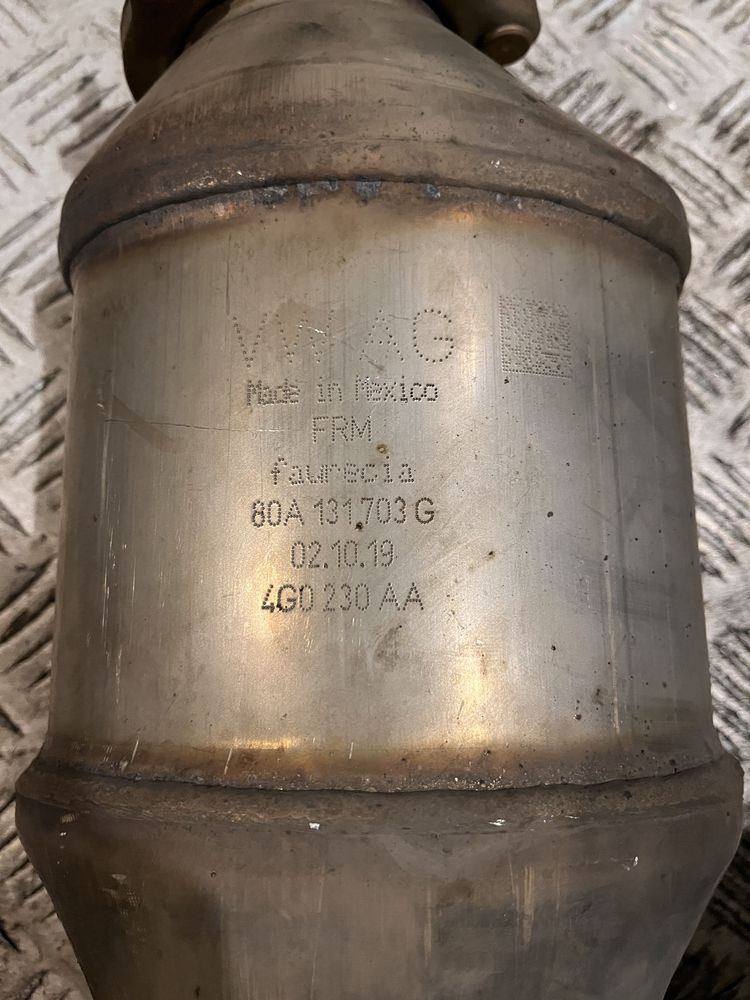 VW AG
Made in Mexico
FRM
faurecia
80A 131 703 G
02.10.19
4G0 230 AA